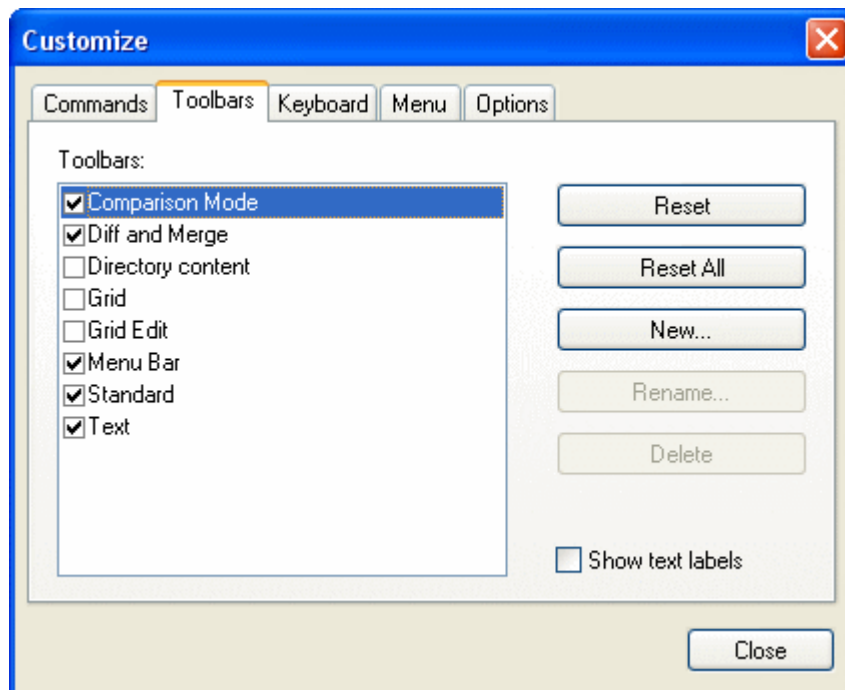 Customize
Commands Toolbars Keyboard Menu Options
Toolbars:
Comparison Mode
Diff and Merge
Directory content
Grid
Grid Edit
Menu Bar
Standard
Text
Reset
Reset All
New...
Rename...
Delete
Show text labels
Close